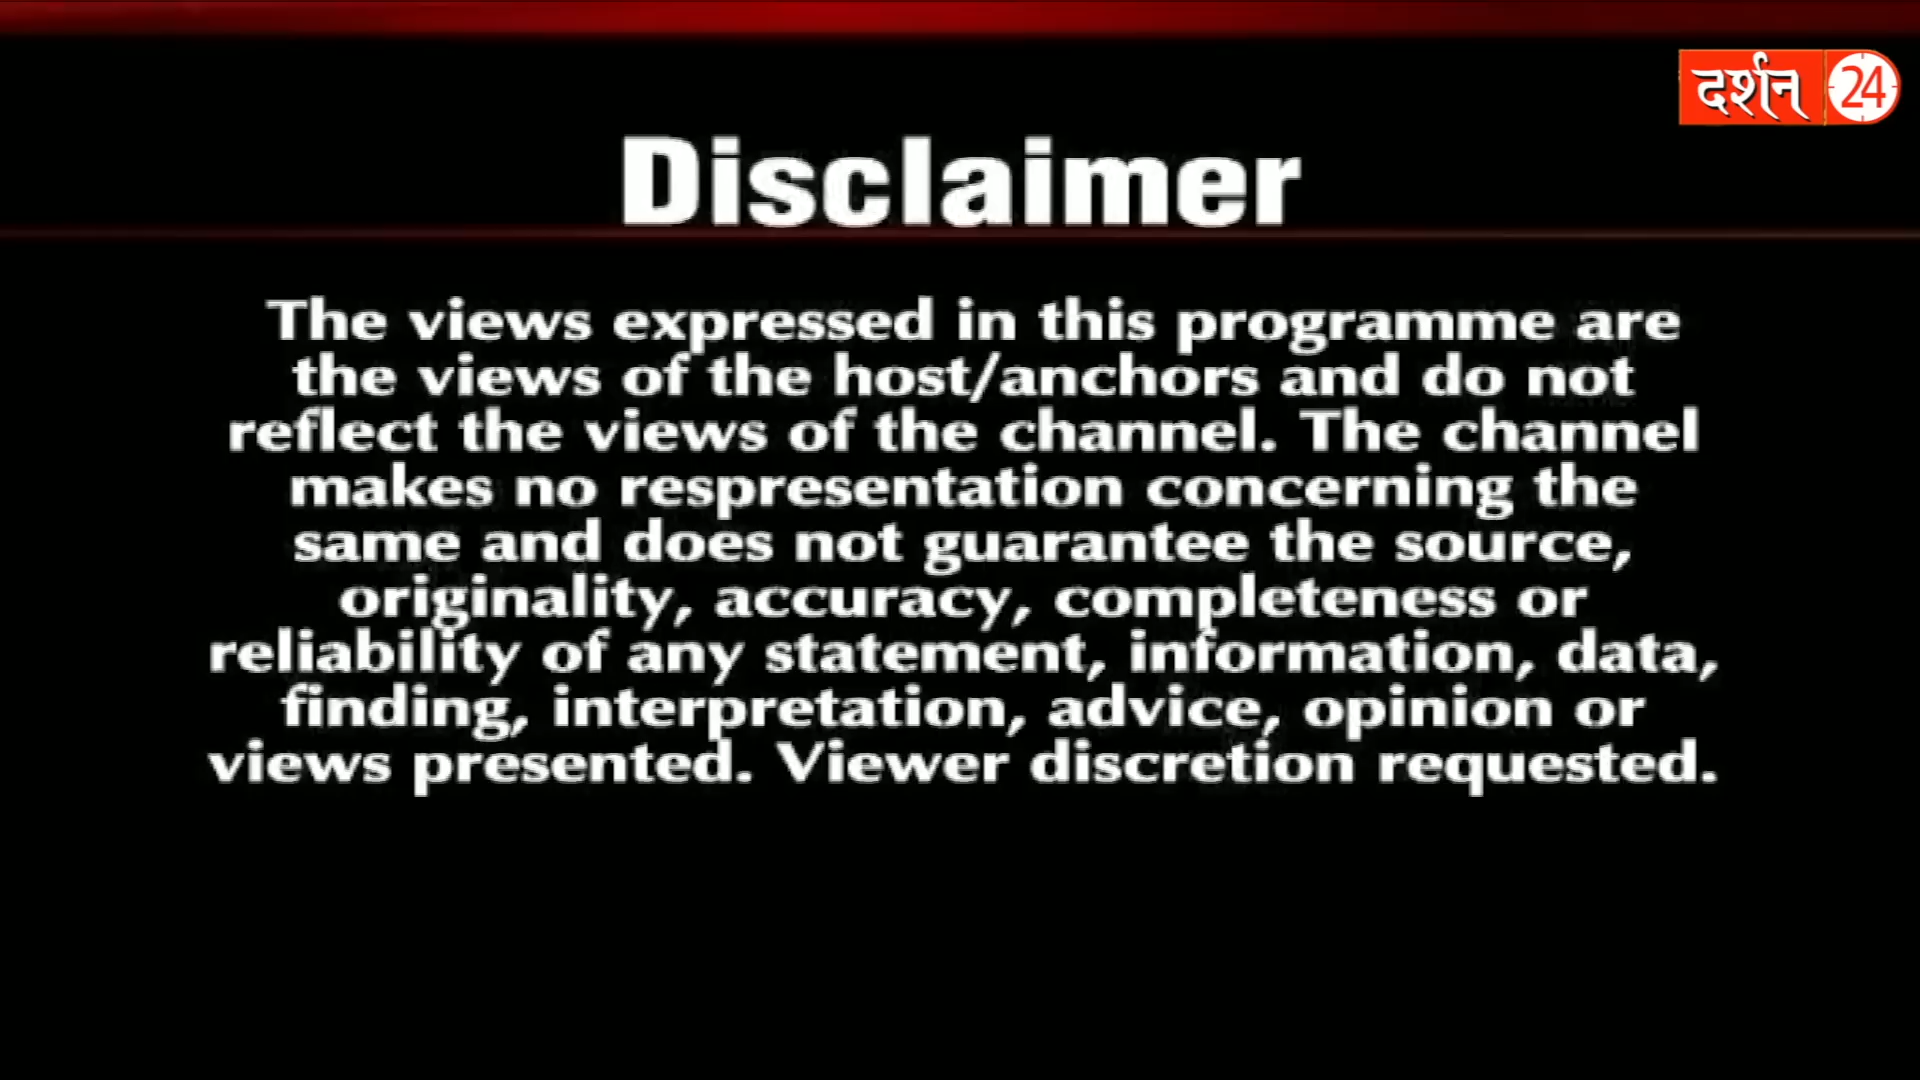 दर्शन 24
Disclaimer
The views expressed in this programme are
the views of the host/anchors and do not
reflect the views of the channel. The channel
makes no respresentation concerning the
same and does not guarantee the source,
originality, accuracy, completeness or
reliability of any statement, information, data,
finding, interpretation, advice, opinion or
views presented. Viewer discretion requested.